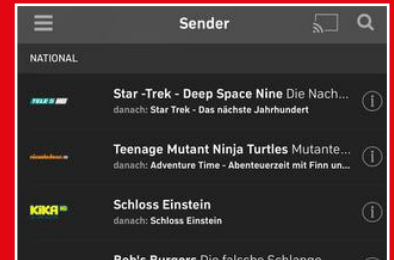 Sender
NATIONAL
TELE 5 HD
Star -Trek - Deep Space Nine Die Nach...
danach: Star Trek - Das nächste Jahrhundert
nickelodeon
Teenage Mutant Ninja Turtles Mutante...
danach: Adventure Time - Abenteuerzeit mit Finn un...
KiKA HD
Schloss Einstein
danach: Schloss Einstein
Bob's Burgers Die falsche Schlange